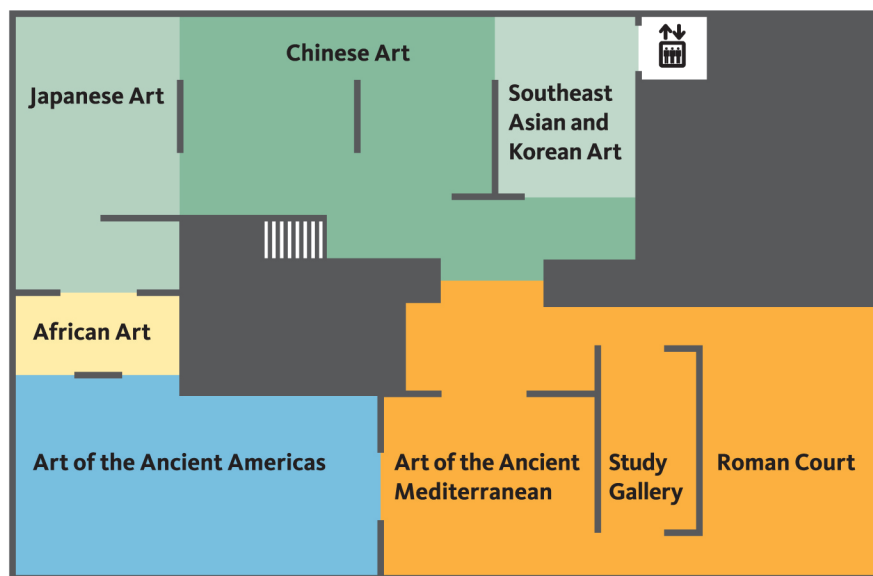 Chinese Art
Japanese Art
Southeast
Asian and
Korean Art
African Art
Art of the Ancient Americas
Art of the Ancient
Mediterranean
Study
Gallery
Roman Court